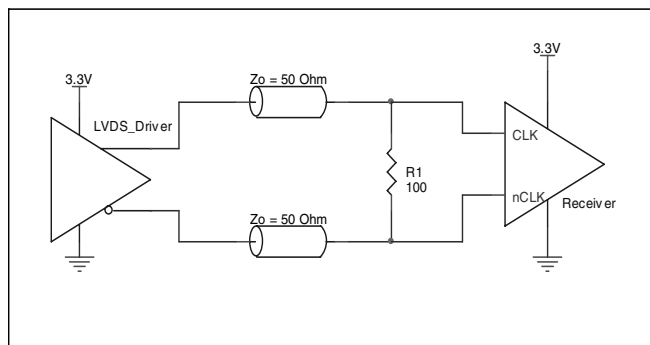 3.3V
LVDS_Driver
Zo = 50 Ohm
3.3V
CLK
R1
100
nCLK
Receiver
Zo = 50 Ohm